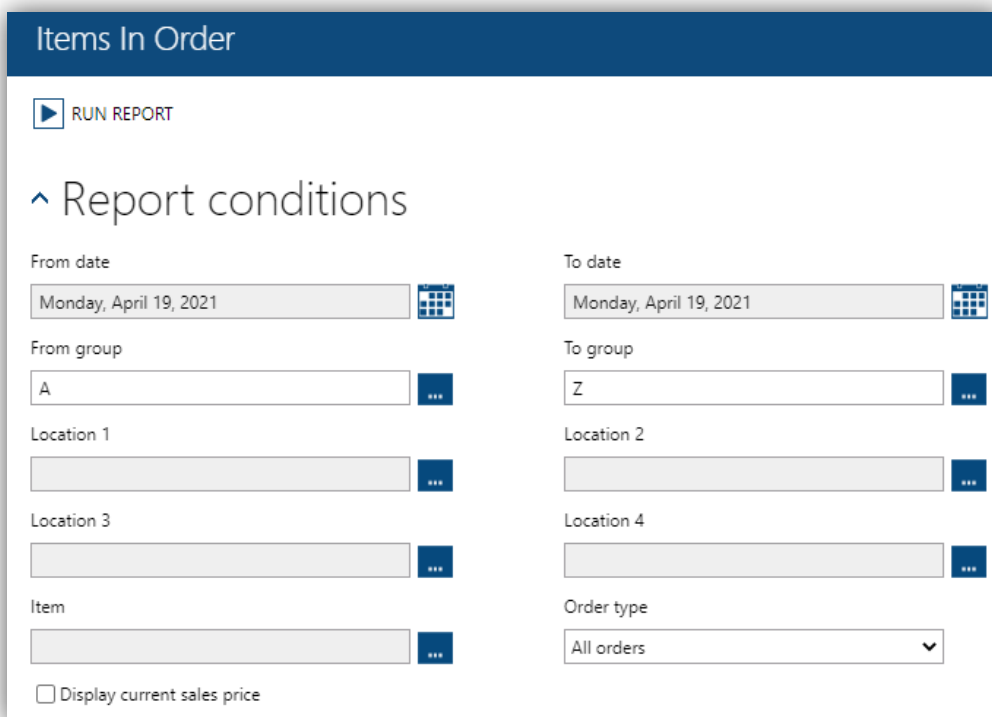 Items In Order
RUN REPORT
Report conditions
From date To date
Monday, April 19, 2021 Monday, April 19, 2021
From group To group
A Z
... ...
Location 1 Location 2
... ...
Location 3 Location 4
... ...
Item Order type
... All orders
Display current sales price